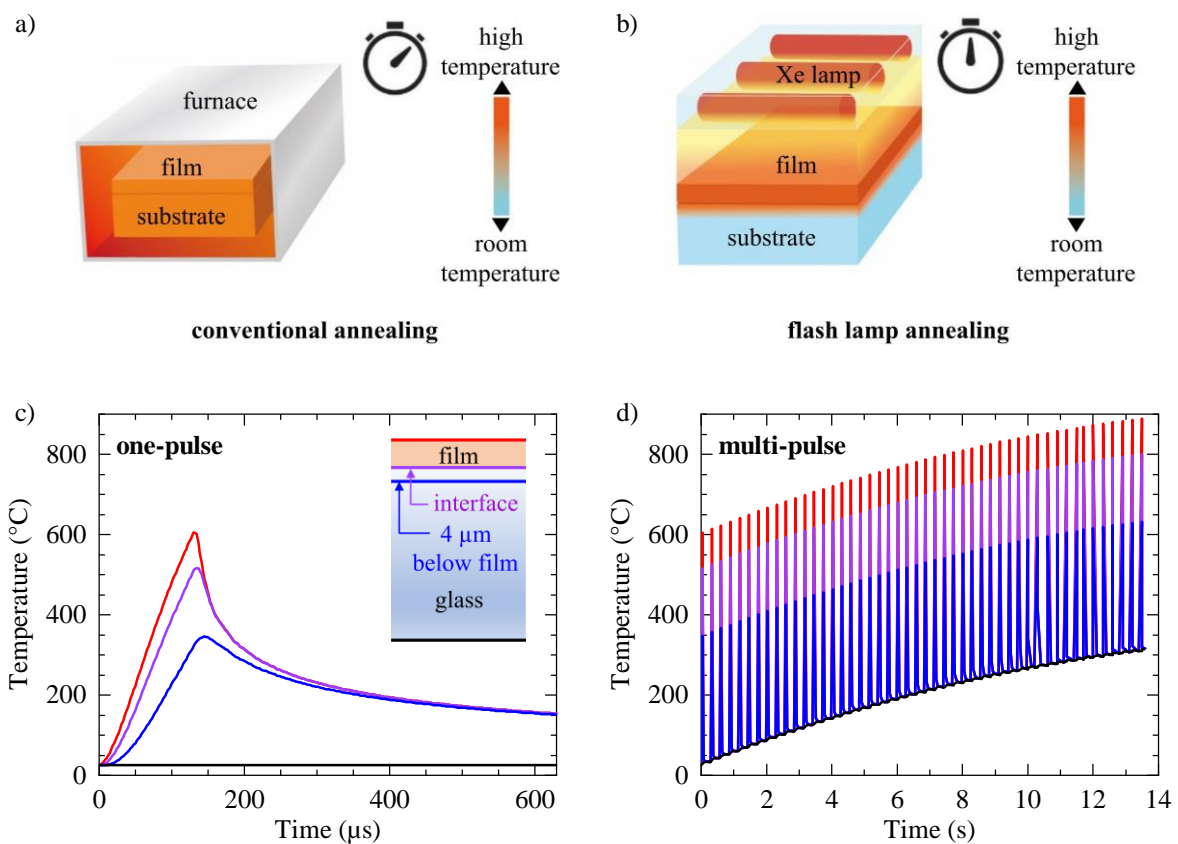 a)
furnace
film
substrate
high
temperature
room
temperature
conventional annealing
b)
Xe lamp
film
substrate
high
temperature
room
temperature
flash lamp annealing
c)
one-pulse
film
interface
4 µm
below film
glass
800
600
400
200
0
Temperature (°C)
0 200 400 600
Time (µs)
d)
multi-pulse
800
600
400
200
0
Temperature (°C)
0 2 4 6 8 10 12 14
Time (s)